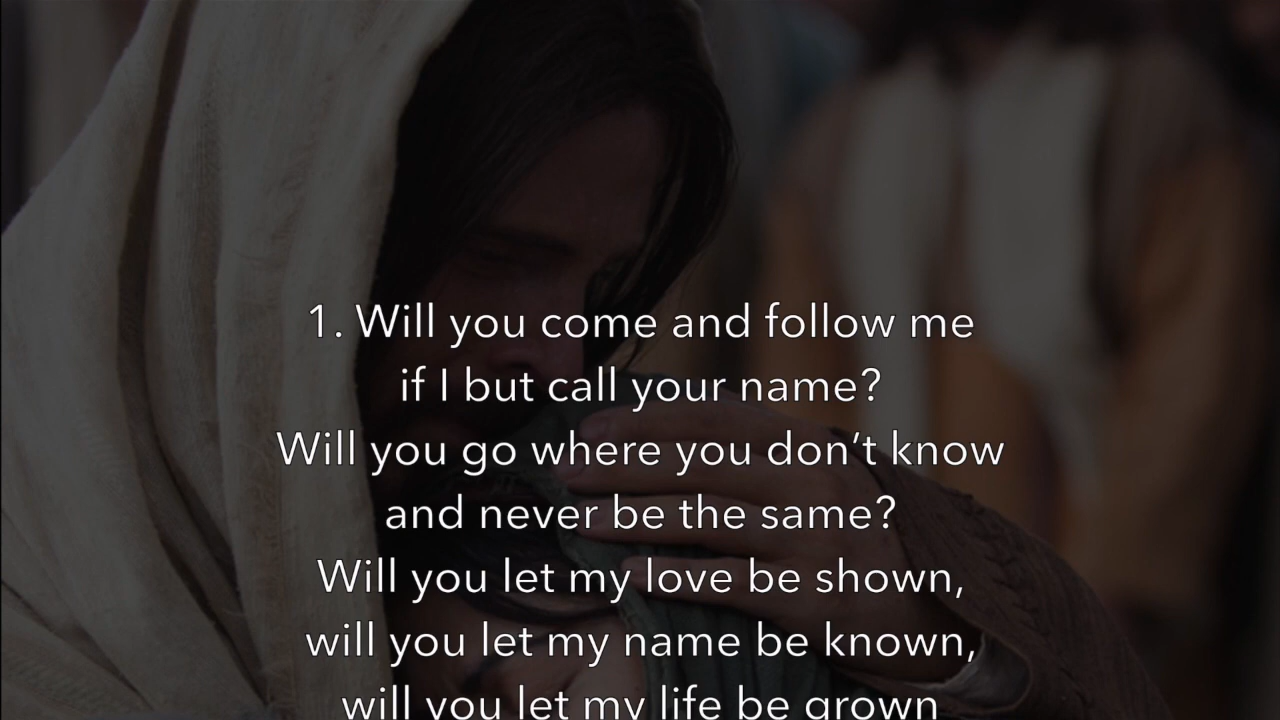 1. Will you come and follow me
if I but call your name?
Will you go where you don’t know
and never be the same?
Will you let my love be shown,
will you let my name be known,
will you let my life be grown